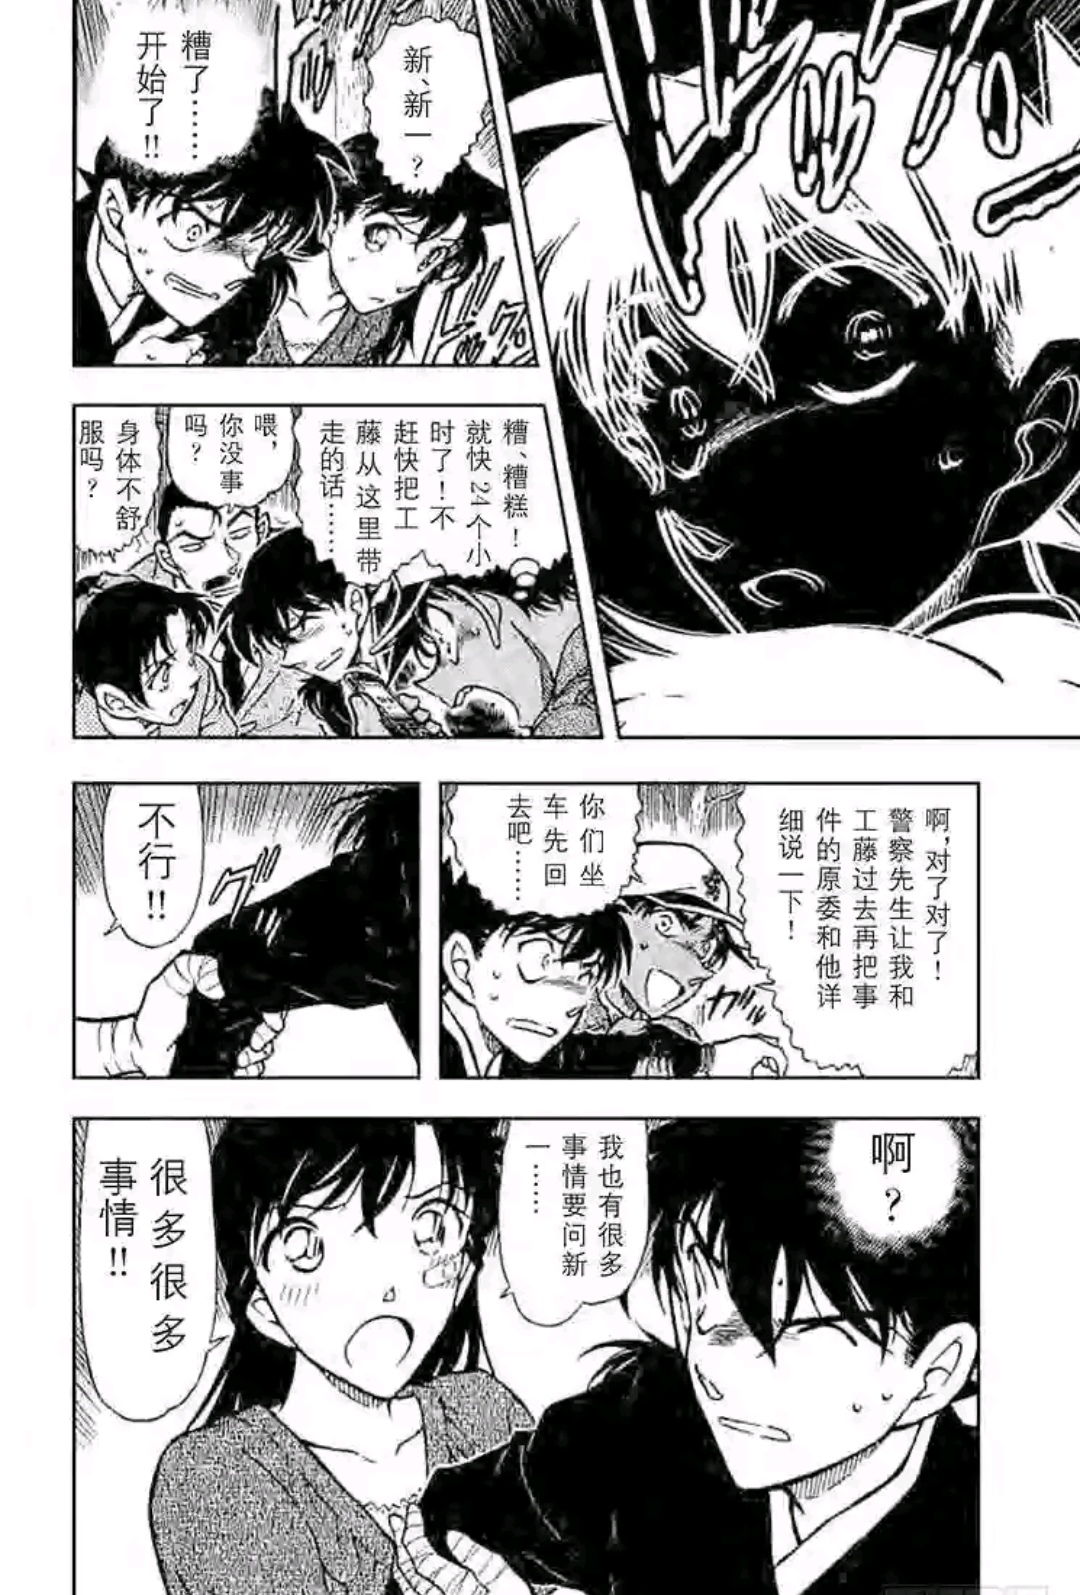 新、新一？
糟了……
开始了！！
糟、糟糕！
就快24个小
时了！不
赶快把工
藤从这里带
走的话……
喂，
你没事
吗？
身体不舒
服吗？
啊，对了对了！
警察先生让我和
工藤过去再把事
件的原委和他详
细说一下！
你们坐
车先回
去吧……
不行！！
啊？
我也有很多
事情要问新
一……
很多很多
事情！！